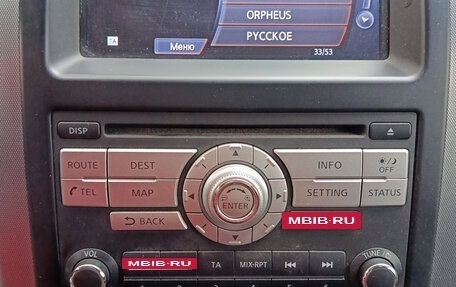 ORPHEUS
РУССКОЕ
TA
Меню
33/53
DISP
ROUTE
DEST
INFO
OFF
TEL
MAP
ENTER
SETTING
STATUS
BACK
MBIB-RU
VOL
MBIB-RU
TA
MIX·RPT
TUNE